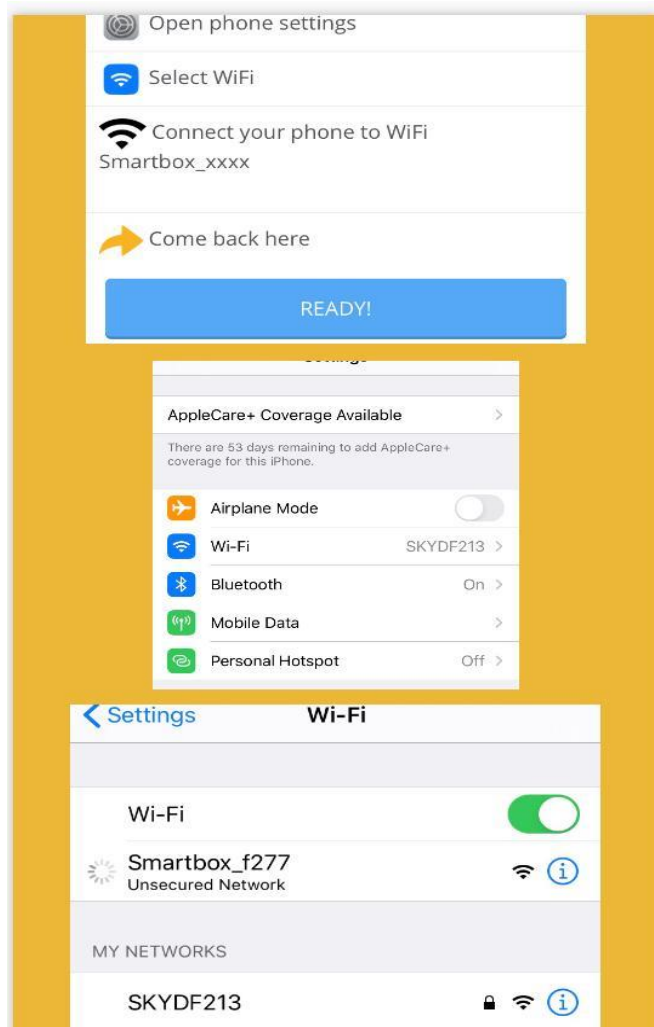 Open phone settings
Select WiFi
Connect your phone to WiFi
Smartbox_xxxx
Come back here
READY!
AppleCare+ Coverage Available
There are 53 days remaining to add AppleCare+
coverage for this iPhone.
Airplane Mode
Wi-Fi SKYDF213
Bluetooth On
Mobile Data
Personal Hotspot Off
Settings Wi-Fi
Wi-Fi
Smartbox_f277
Unsecured Network
MY NETWORKS
SKYDF213